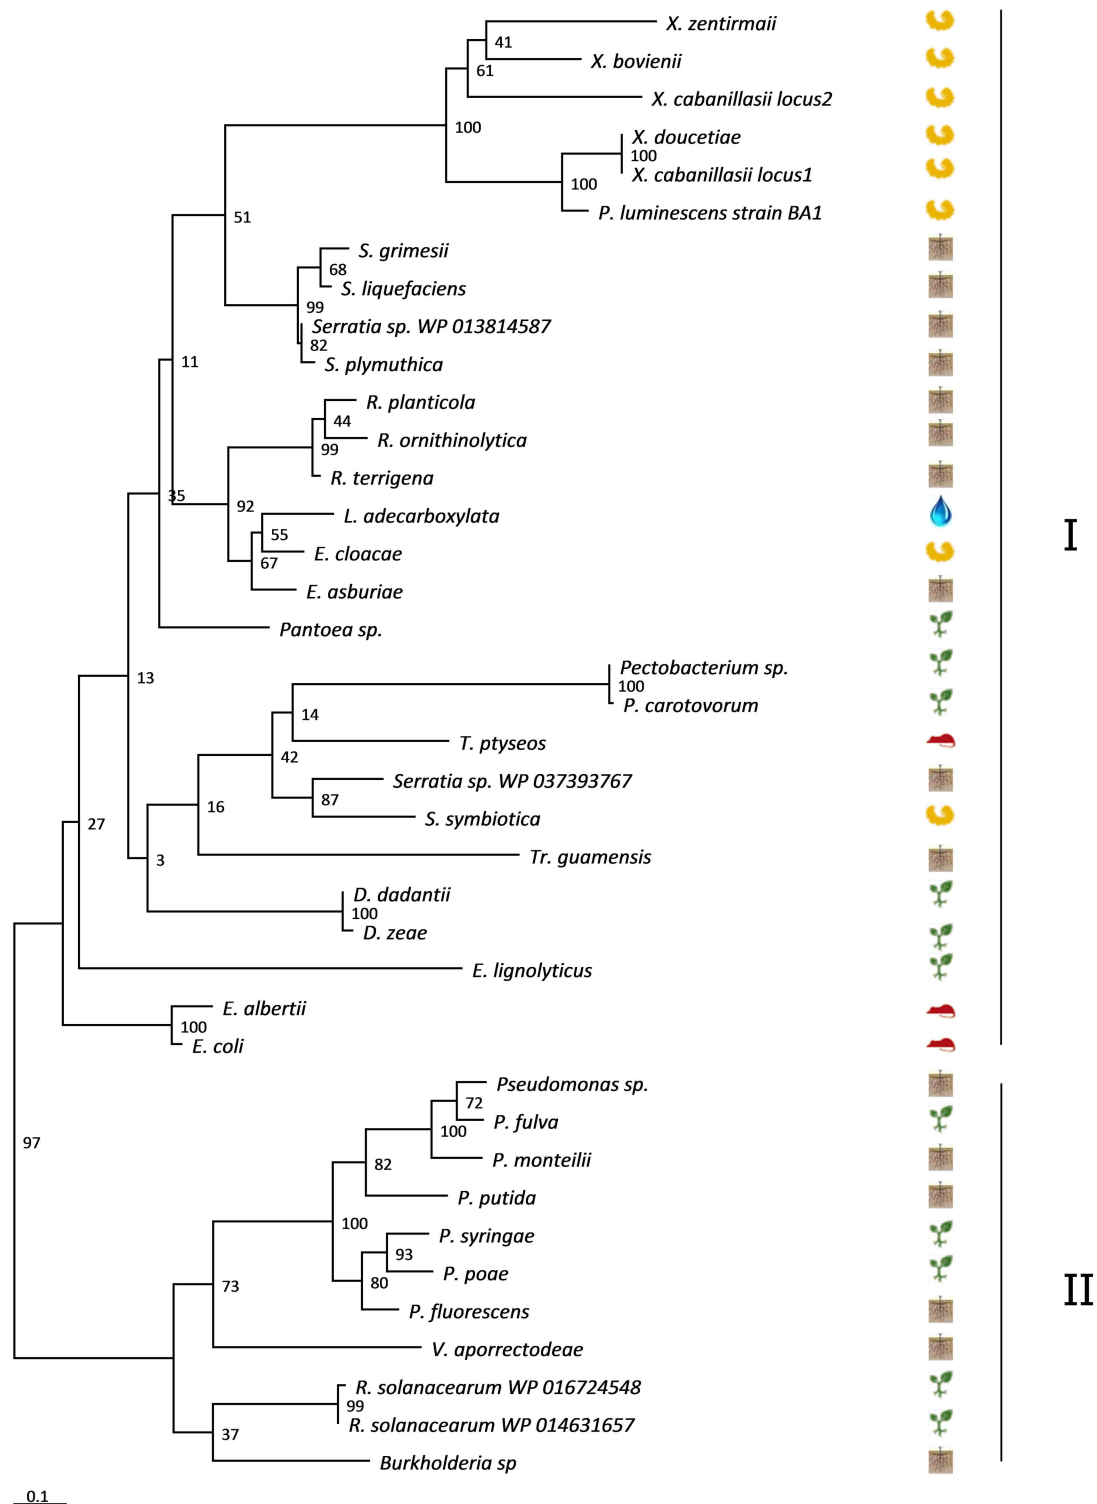 X. zentirmaii
41
X. bovienii
61
X. cabanillasii locus2
100
X. doucetiae
100
X. cabanillasii locus1
100
P. luminescens strain BA1
51
S. grimesii
68
S. liquefaciens
99
Serratia sp. WP 013814587
82
S. plymuthica
11
R. planticola
44
R. ornithinolytica
99
R. terrigena
35
92
L. adecarboxylata
55
I
E. cloacae
67
E. asburiae
Pantoea sp.
Pectobacterium sp.
13
100
P. carotovorum
14
T. ptyseos
42
Serratia sp. WP 037393767
87
16
S. symbiotica
27
Tr. guamensis
3
D. dadantii
100
D. zeae
E. lignolyticus
E. albertii
100
E. coli
Pseudomonas sp.
72
P. fulva
100
97
P. monteilii
82
P. putida
100
P. syringae
93
P. poae
80
73
II
P. fluorescens
V. aporrectodeae
R. solanacearum WP 016724548
99
R. solanacearum WP 014631657
37
Burkholderia sp
0.1